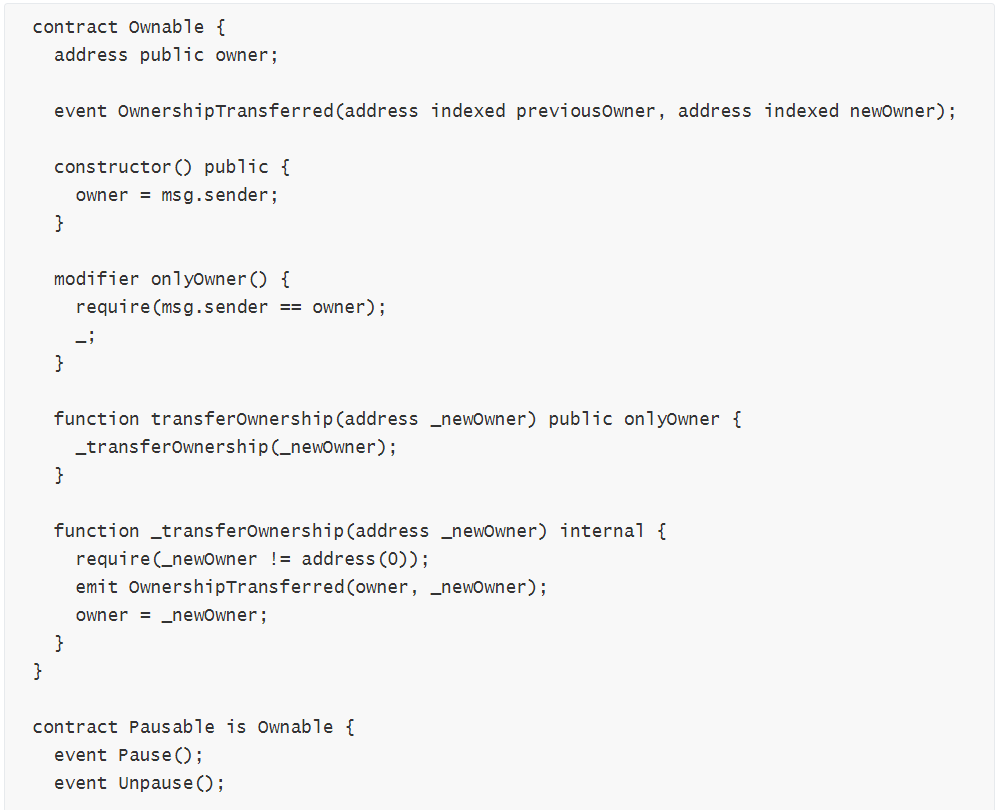 contract Ownable {
  address public owner;

  event OwnershipTransferred(address indexed previousOwner, address indexed newOwner);

  constructor() public {
    owner = msg.sender;
  }

  modifier onlyOwner() {
    require(msg.sender == owner);
    _;
  }

  function transferOwnership(address _newOwner) public onlyOwner {
    _transferOwnership(_newOwner);
  }

  function _transferOwnership(address _newOwner) internal {
    require(_newOwner != address(0));
    emit OwnershipTransferred(owner, _newOwner);
    owner = _newOwner;
  }
}

contract Pausable is Ownable {
  event Pause();
  event Unpause();